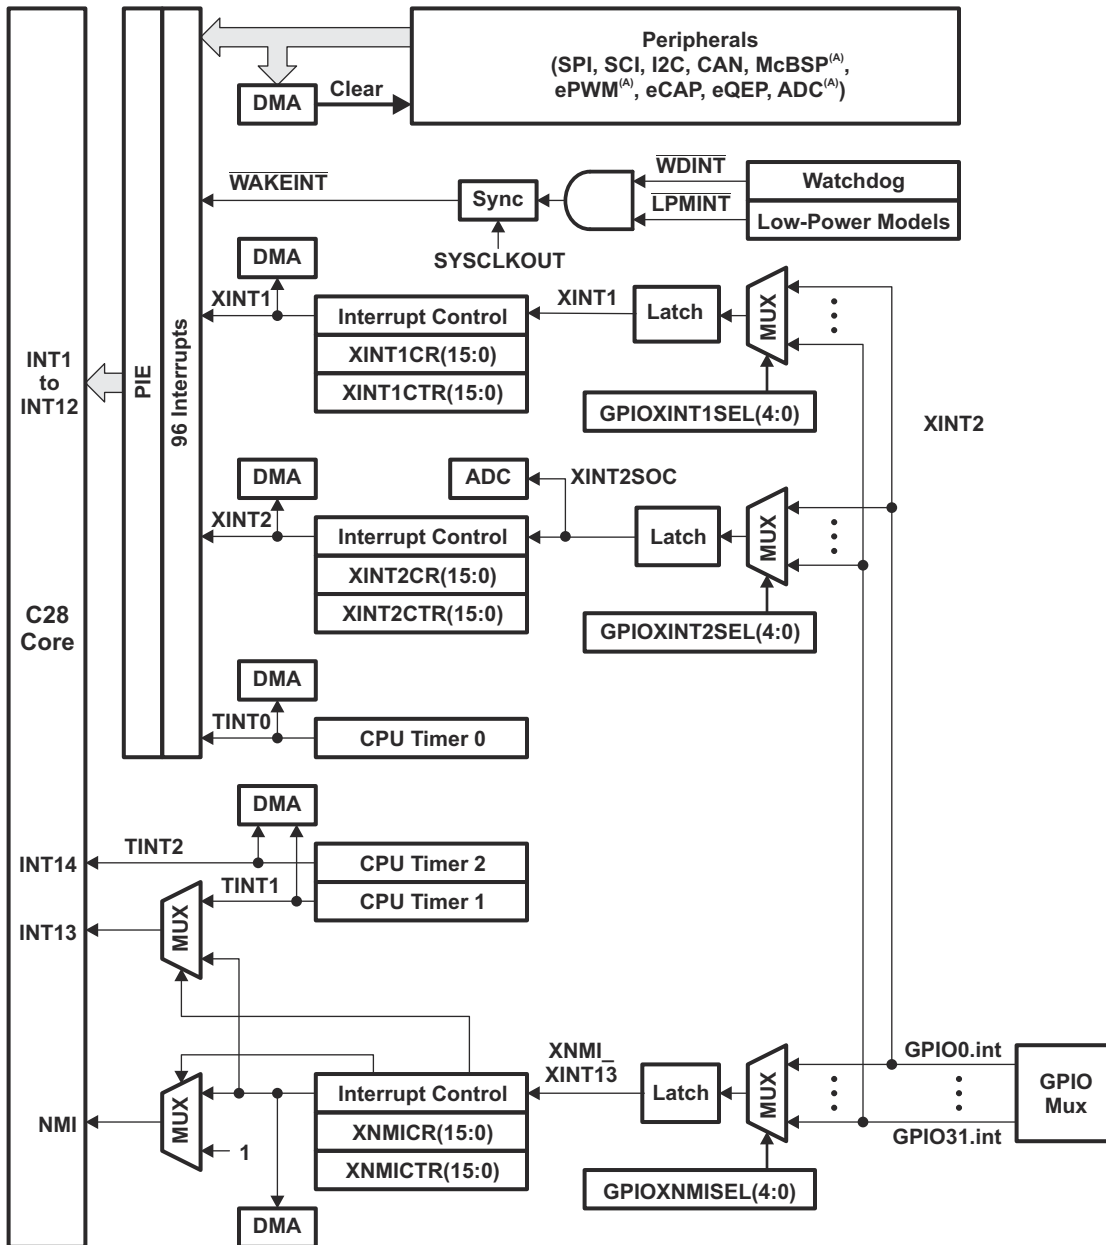 Peripherals
(SPI, SCI, I2C, CAN, McBSP(A),
ePWM(A), eCAP, eQEP, ADC(A))
DMA
Clear
WDINT
WAKEINT
Watchdog
Sync
LPMINT
Low-Power Models
SYSCLKOUT
DMA
XINT1
XINT1
Interrupt Control
Latch
MUX
XINT1CR(15:0)
XINT1CTR(15:0)
GPIOXINT1SEL(4:0)
INT1
to
INT12
PIE
96 Interrupts
XINT2
DMA
ADC
XINT2SOC
XINT2
Interrupt Control
Latch
MUX
XINT2CR(15:0)
XINT2CTR(15:0)
GPIOXINT2SEL(4:0)
C28
Core
DMA
TINT0
CPU Timer 0
DMA
TINT2
INT14
CPU Timer 2
TINT1
CPU Timer 1
INT13
MUX
XNMI_
XINT13
GPIO0.int
Interrupt Control
Latch
MUX
GPIO
Mux
NMI
MUX
XNMICR(15:0)
GPIO31.int
1
XNMICTR(15:0)
GPIOXNMISEL(4:0)
DMA